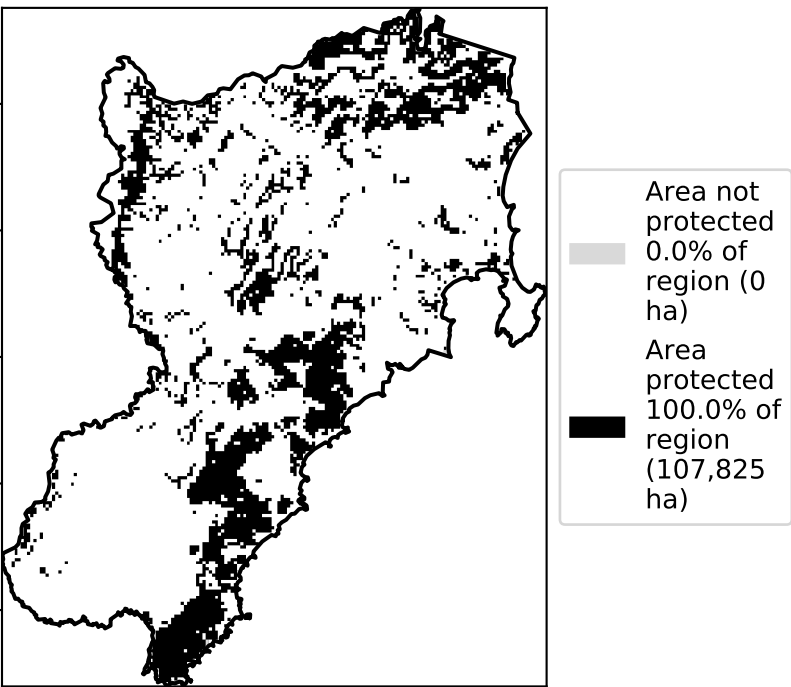 Area not
protected
0.0% of
region (0
ha)
Area
protected
100.0% of
region
(107,825
ha)